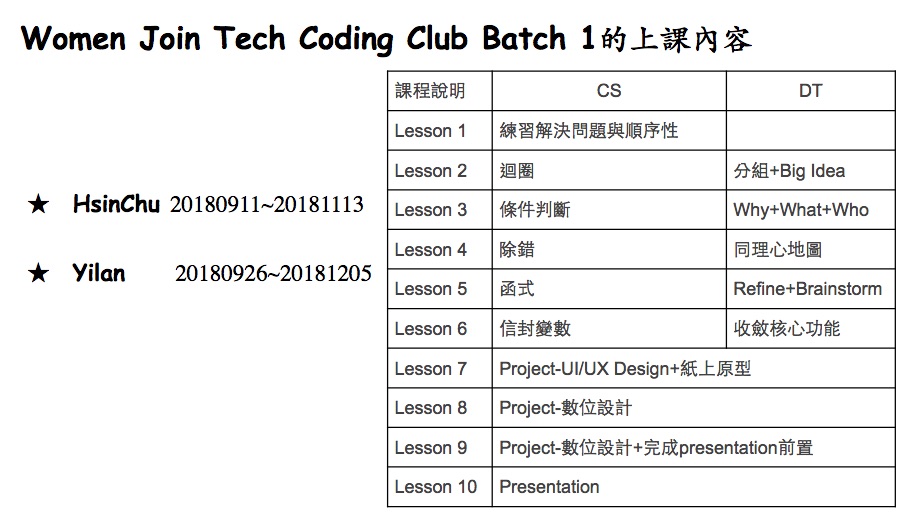 Women Join Tech Coding Club Batch 1的上課內容
★ HsinChu 20180911~20181113
★ Yilan 20180926~20181205
課程說明 CS DT
Lesson 1 練習解決問題與順序性
Lesson 2 迴圈 分組+Big Idea
Lesson 3 條件判斷 Why+What+Who
Lesson 4 除錯 同理心地圖
Lesson 5 函式 Refine+Brainstorm
Lesson 6 信封變數 收斂核心功能
Lesson 7 Project-UI/UX Design+紙上原型
Lesson 8 Project-數位設計
Lesson 9 Project-數位設計+完成presentation前置
Lesson 10 Presentation